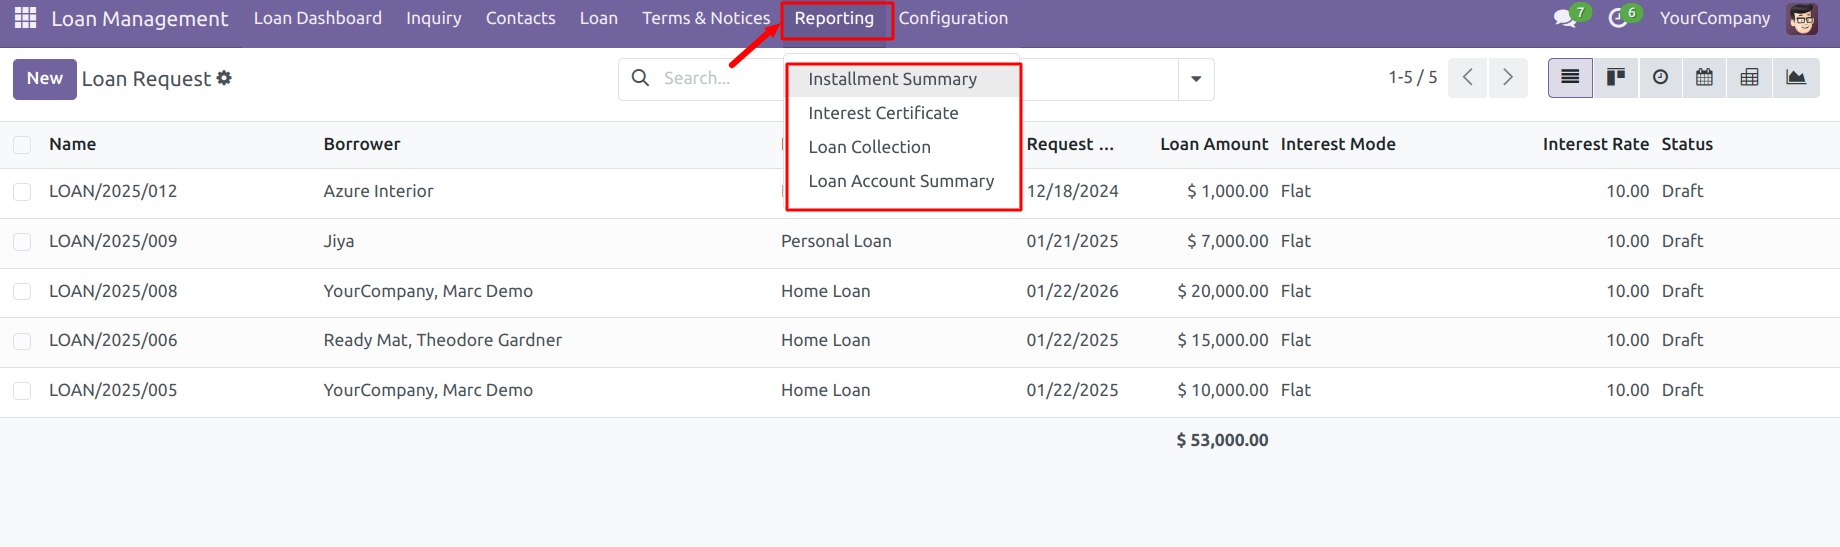 Loan Management Loan Dashboard Inquiry Contacts Loan Terms & Notices Reporting Configuration 7 6 YourCompany
New Loan Request Search... 1-5 / 5
Installment Summary
Interest Certificate
Loan Collection
Loan Account Summary
Name Borrower Request ... Loan Amount Interest Mode Interest Rate Status
LOAN/2025/012 Azure Interior 12/18/2024 $ 1,000.00 Flat 10.00 Draft
LOAN/2025/009 Jiya Personal Loan 01/21/2025 $ 7,000.00 Flat 10.00 Draft
LOAN/2025/008 YourCompany, Marc Demo Home Loan 01/22/2026 $ 20,000.00 Flat 10.00 Draft
LOAN/2025/006 Ready Mat, Theodore Gardner Home Loan 01/22/2025 $ 15,000.00 Flat 10.00 Draft
LOAN/2025/005 YourCompany, Marc Demo Home Loan 01/22/2025 $ 10,000.00 Flat 10.00 Draft
$ 53,000.00